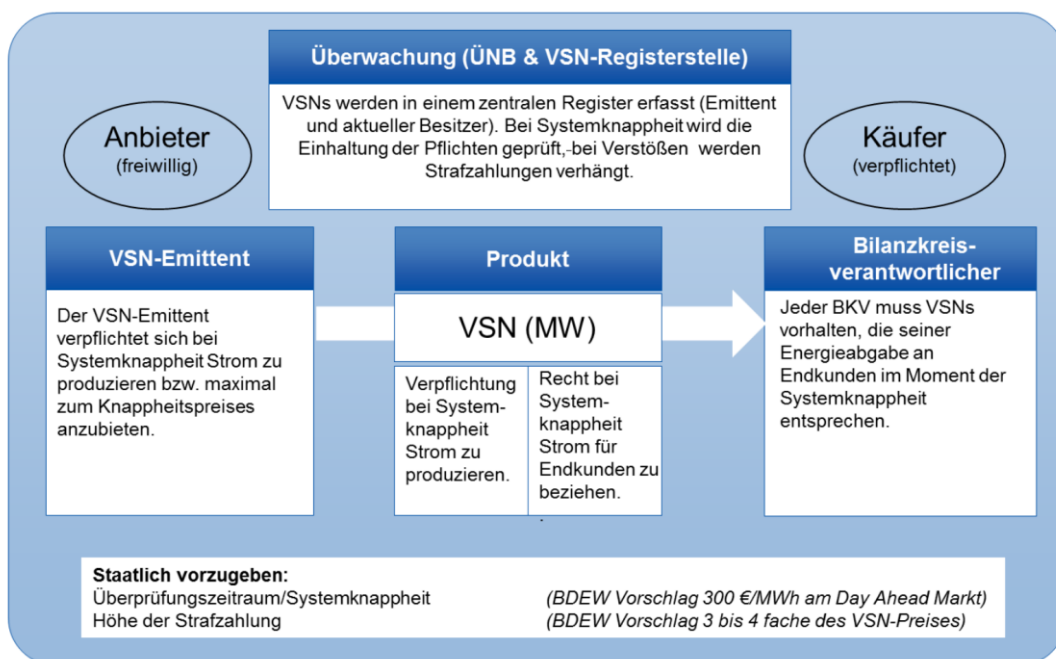 Überwachung (ÜNB & VSN-Registerstelle)
VSNs werden in einem zentralen Register erfasst (Emittent
und aktueller Besitzer). Bei Systemknappheit wird die
Einhaltung der Pflichten geprüft,-bei Verstößen werden
Strafzahlungen verhängt.
Anbieter
(freiwillig)
Käufer
(verpflichtet)
VSN-Emittent
Der VSN-Emittent
verpflichtet sich bei
Systemknappheit Strom zu
produzieren bzw. maximal
zum Knappheitspreises
anzubieten.
Produkt
VSN (MW)
Verpflichtung
bei System-
knappheit
Strom zu
produzieren.
Recht bei
System-
knappheit
Strom für
Endkunden zu
beziehen.
.
Bilanzkreis-
verantwortlicher
Jeder BKV muss VSNs
vorhalten, die seiner
Energieabgabe an
Endkunden im Moment der
Systemknappheit
entsprechen.
Staatlich vorzugeben:
Überprüfungszeitraum/Systemknappheit (BDEW Vorschlag 300 €/MWh am Day Ahead Markt)
Höhe der Strafzahlung (BDEW Vorschlag 3 bis 4 fache des VSN-Preises)